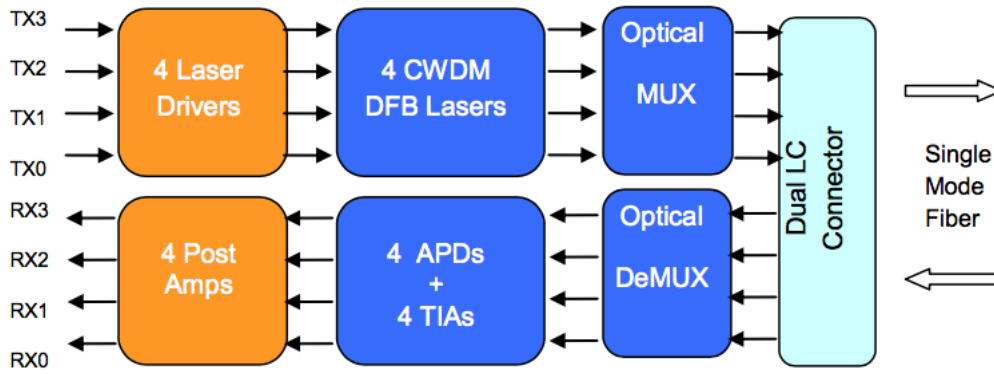 TX3
TX2
TX1
TX0
4 Laser
Drivers
4 CWDM
DFB Lasers
Optical
MUX
Dual LC
Connector
Single
Mode
Fiber
RX3
RX2
RX1
RX0
4 Post
Amps
4 APDs
+
4 TIAs
Optical
DeMUX